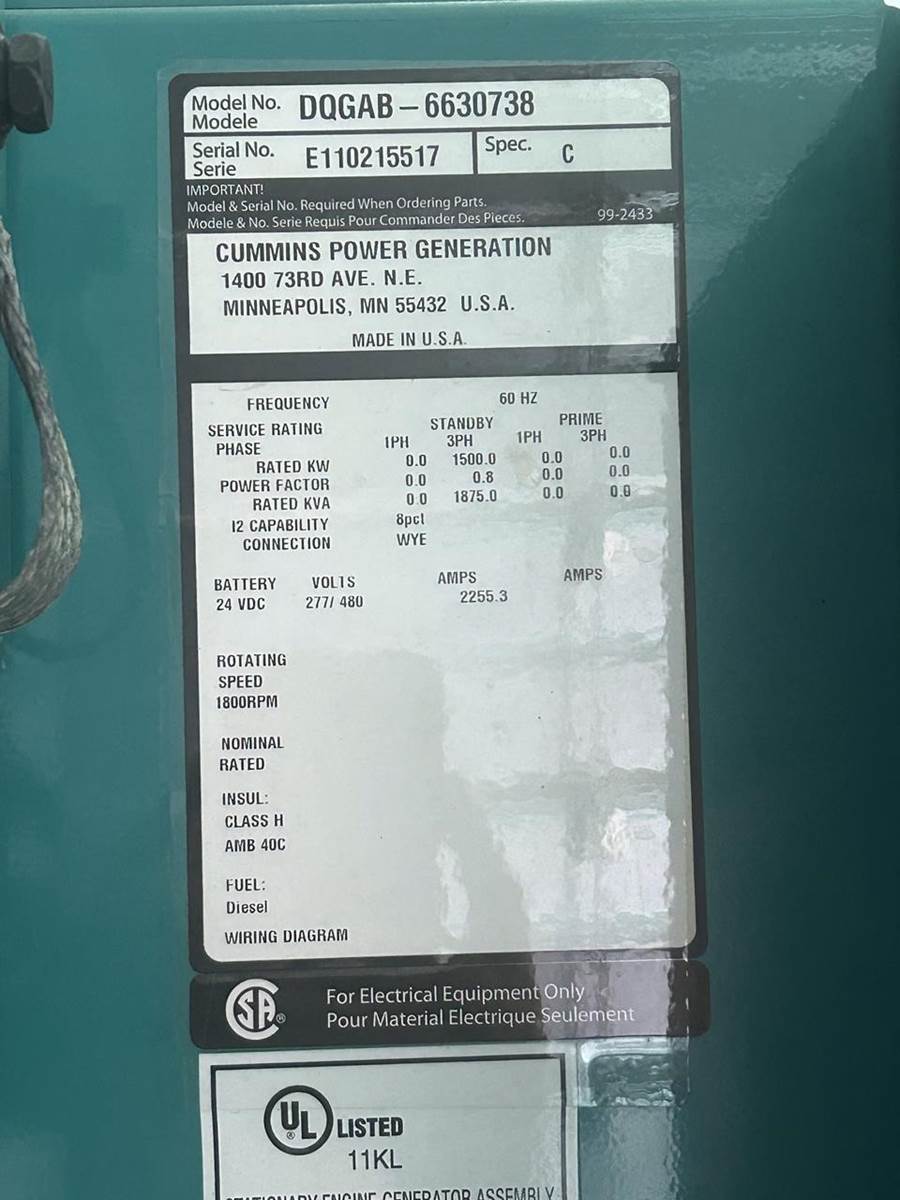 Model No. DQGAB – 6630738
Modele
Serial No. E110215517 Spec. C
Serie
IMPORTANT!
Model & Serial No. Required When Ordering Parts.
Modele & No. Serie Requis Pour Commander Des Pieces. 99-2433
CUMMINS POWER GENERATION
1400 73RD AVE. N.E.
MINNEAPOLIS, MN 55432 U.S.A.
MADE IN U.S.A.
FREQUENCY 60 HZ
SERVICE RATING STANDBY PRIME
PHASE 1PH 3PH 1PH 3PH
RATED KW 0.0 1500.0 0.0 0.0
POWER FACTOR 0.0 0.8 0.0 0.0
RATED KVA 0.0 1875.0 0.0 0.0
I2 CAPABILITY 8pct
CONNECTION WYE
BATTERY VOLTS AMPS AMPS
24 VDC 277/ 480 2255.3
ROTATING
SPEED
1800RPM
NOMINAL
RATED
INSUL:
CLASS H
AMB 40C
FUEL:
Diesel
WIRING DIAGRAM
SA ® For Electrical Equipment Only
Pour Material Electrique Seulement
UL ® LISTED
11KL
STATIONARY ENGINE GENERATOR ASSEMBLY